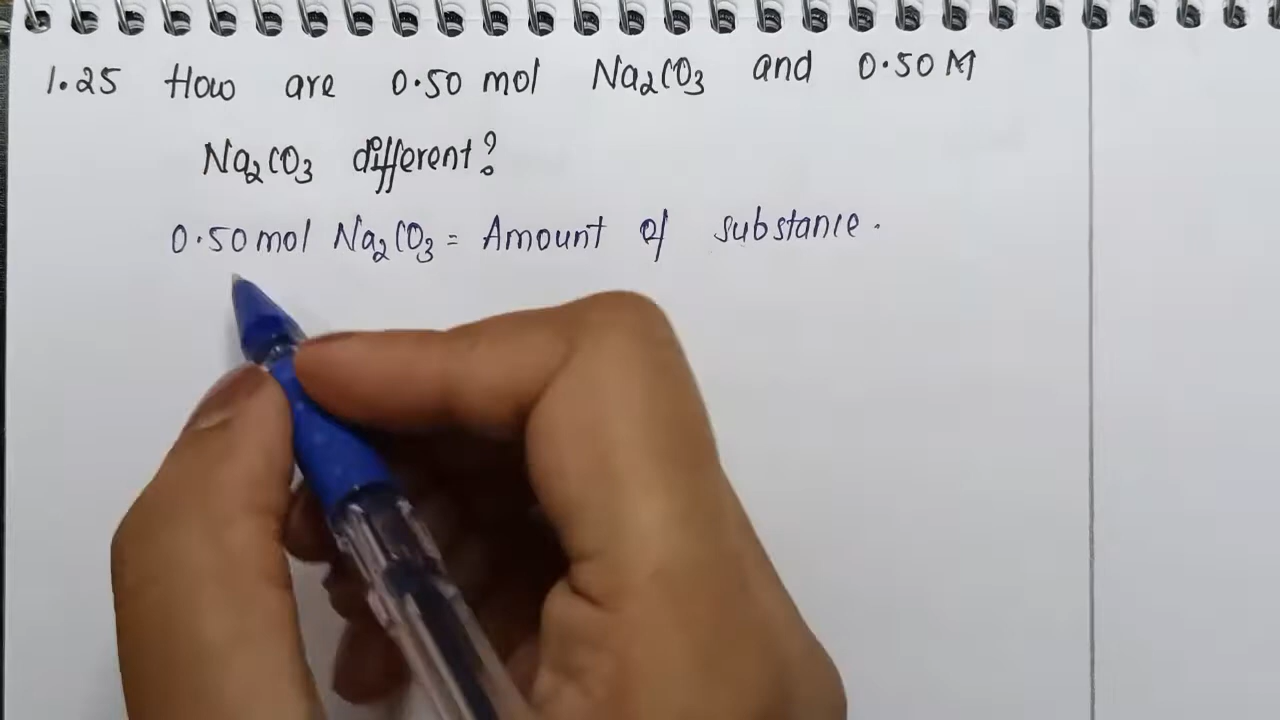 1.25 How are 0.50 mol Na₂CO₃ and 0.50 M
Na₂CO₃ different?
0.50 mol Na₂CO₃ = Amount of substance.